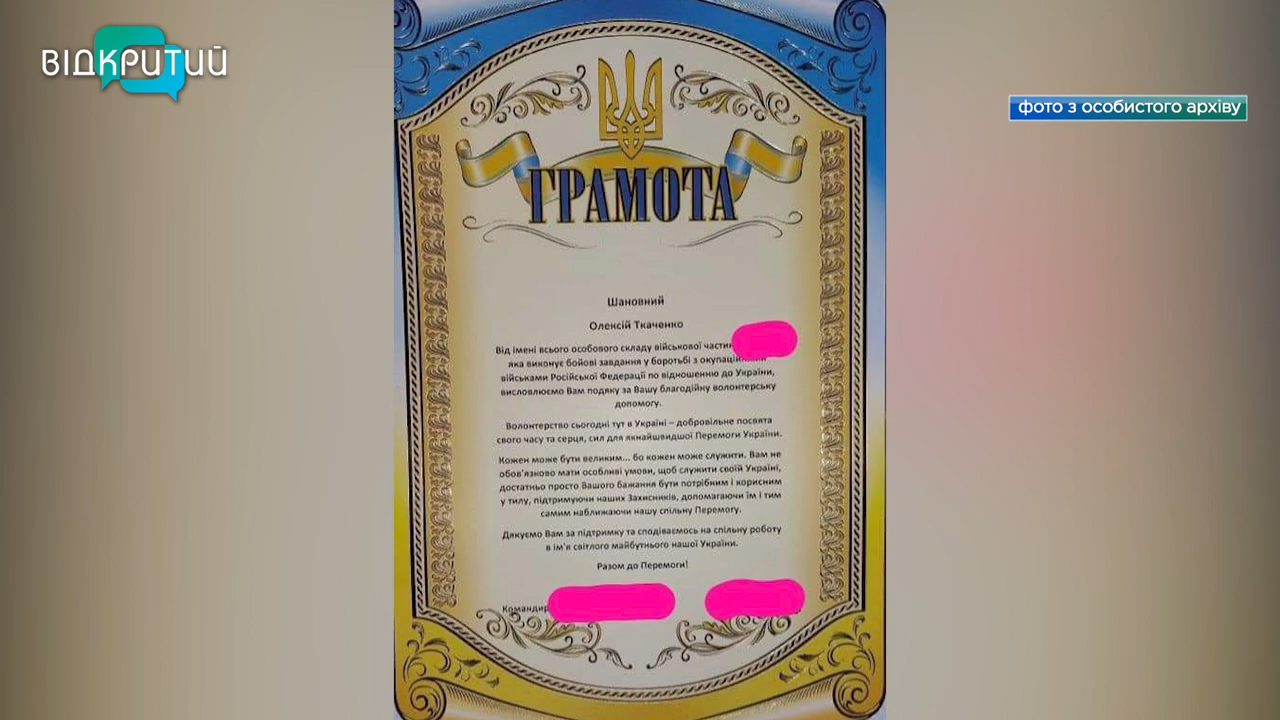 ВІДКРИТИЙ
фото з особистого архіву
ГРАМОТА
Шановний
Олексій Ткаченко
Від імені всього особового складу військової
яка виконує бойові завдання у боротьбі з
військами Російської Федерації по відношенню до України,
висловлюємо Вам подяку за Вашу благодійну волонтерську
допомогу.
Волонтерство сьогодні тут в Україні – добровільне посвята
свого часу та серця, сил для якнайшвидшої Перемоги України.
Кожен може бути великим... бо кожен може служити. Вам не
обов'язково мати особливі умови, щоб служити своїй Україні,
достатньо просто Вашого бажання бути потрібним і корисним
у тилу, підтримуючи наших Захисників, допомагаючи їм і тим
самим наближаючи нашу спільну Перемогу.
Дякуємо Вам за підтримку та сподіваємось на спільну роботу
в ім'я світлого майбутнього нашої України.
Разом до Перемоги!
Командир